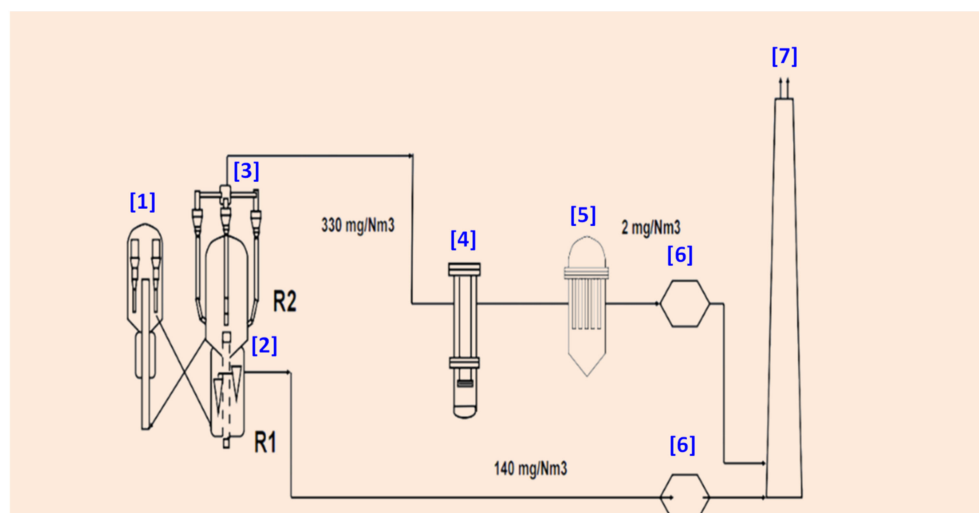 [7]
[3]
[1]
330 mg/Nm3
[5]
2 mg/Nm3
[4]
[6]
R2
[2]
R1
[6]
140 mg/Nm3